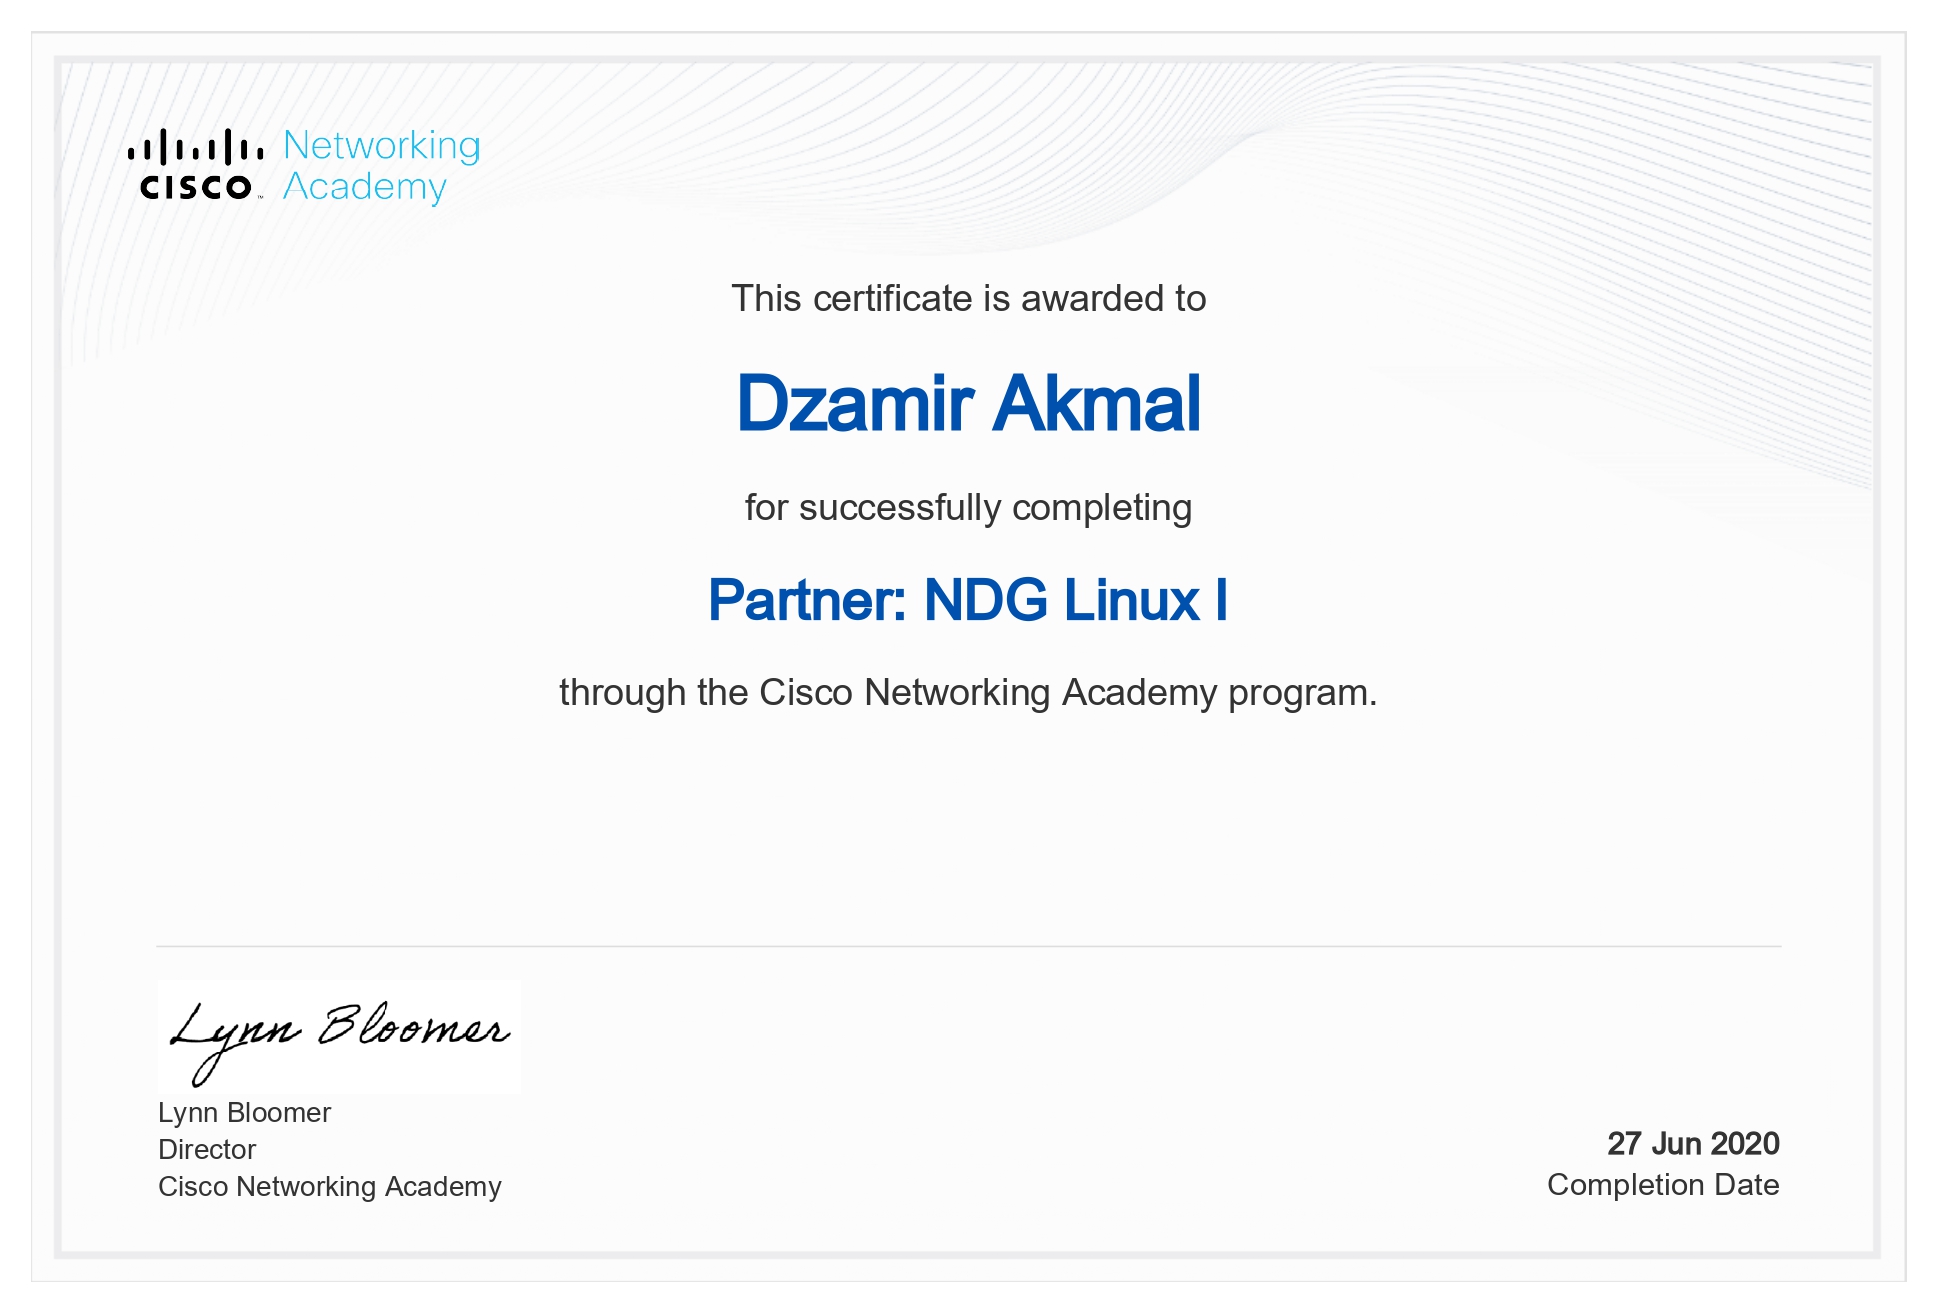 Networking
CISCO™ Academy
This certificate is awarded to
Dzamir Akmal
for successfully completing
Partner: NDG Linux I
through the Cisco Networking Academy program.
Lynn Bloomer
Lynn Bloomer
Director
Cisco Networking Academy
27 Jun 2020
Completion Date